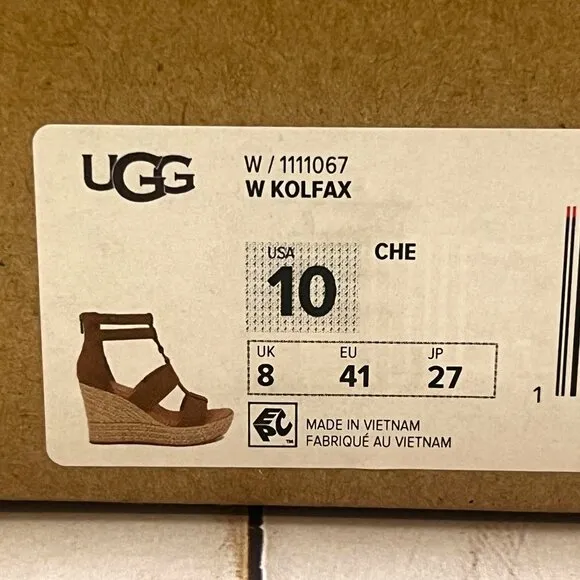 UGG
W / 1111067
W KOLFAX
USA
10
CHE
UK EU JP
8 41 27
EPC™
MADE IN VIETNAM
FABRIQUÉ AU VIETNAM
1